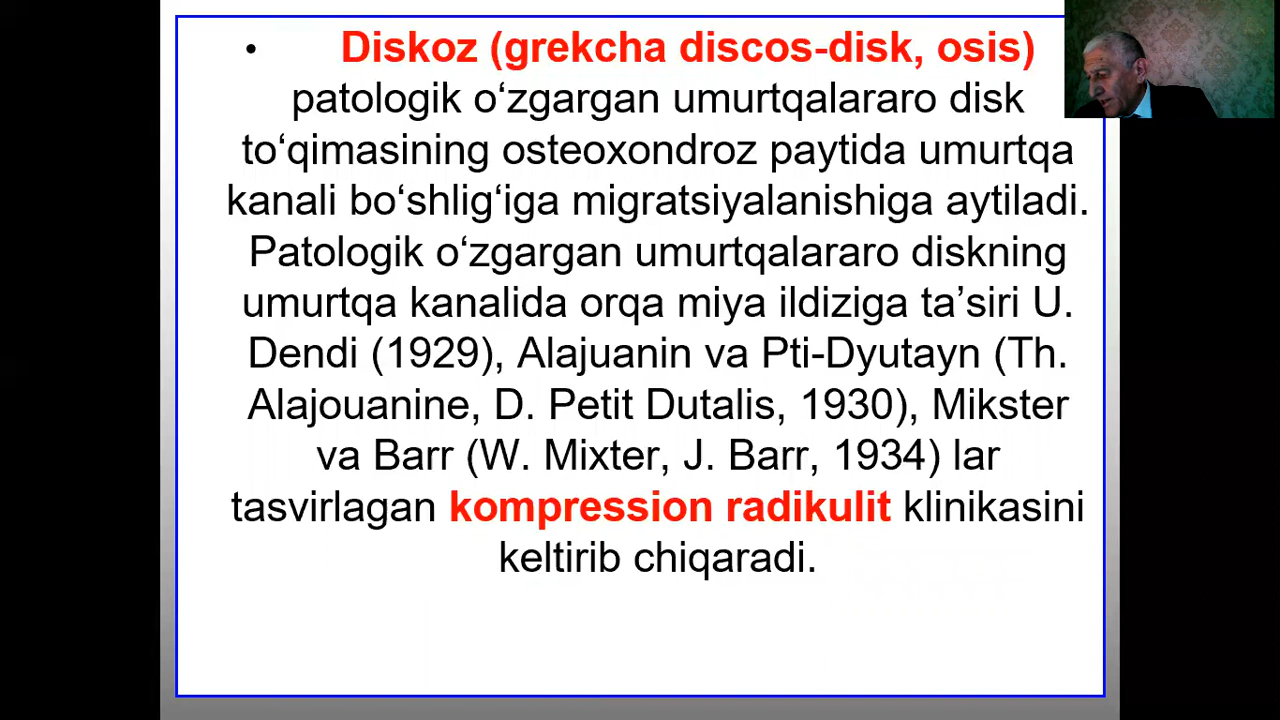 • Diskoz (grekcha discos-disk, osis)
patologik o‘zgargan umurtqalararo disk
to‘qimasining osteoxondroz paytida umurtqa
kanali bo‘shlig‘iga migratsiyalanishiga aytiladi.
Patologik o‘zgargan umurtqalararo diskning
umurtqa kanalida orqa miya ildiziga ta’siri U.
Dendi (1929), Alajuanin va Pti-Dyutayn (Th.
Alajouanine, D. Petit Dutalis, 1930), Mikster
va Barr (W. Mixter, J. Barr, 1934) lar
tasvirlagan kompression radikulit klinikasini
keltirib chiqaradi.